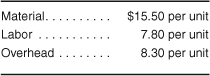 Material.......... $15.50 per unit
Labor ........... 7.80 per unit
Overhead ........ 8.30 per unit